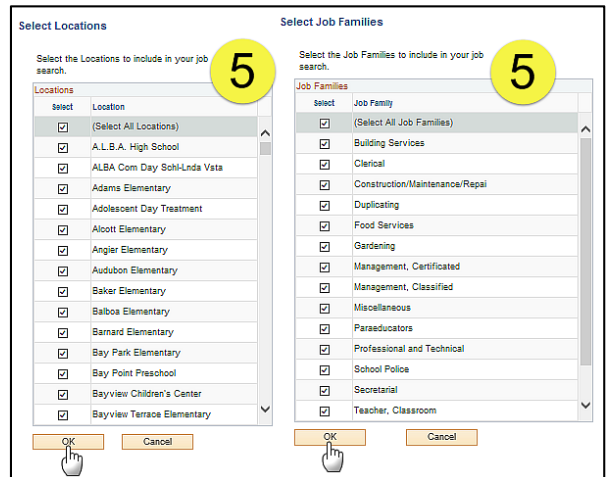 Select Locations
Select the Locations to include in your job
search.
5
Locations
Select Location
(Select All Locations)
A.L.B.A. High School
ALBA Com Day Sohl-Lnda Vsta
Adams Elementary
Adolescent Day Treatment
Alcott Elementary
Angier Elementary
Audubon Elementary
Baker Elementary
Balboa Elementary
Barnard Elementary
Bay Park Elementary
Bay Point Preschool
Bayview Children's Center
Bayview Terrace Elementary
OK Cancel
Select Job Families
Select the Job Families to include in your job
search.
5
Job Families
Select Job Family
(Select All Job Families)
Building Services
Clerical
Construction/Maintenance/Repai
Duplicating
Food Services
Gardening
Management, Certificated
Management, Classified
Miscellaneous
Paraeducators
Professional and Technical
School Police
Secretarial
Teacher, Classroom
OK Cancel